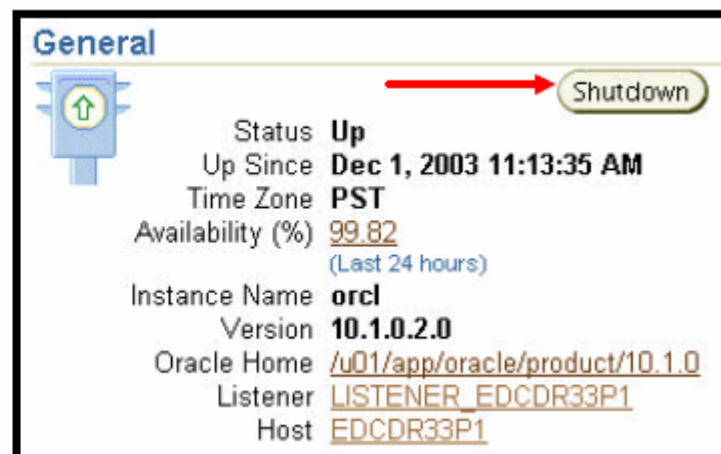 General
Shutdown
Status Up
Up Since Dec 1, 2003 11:13:35 AM
Time Zone PST
Availability (%) 99.82
(Last 24 hours)
Instance Name orcl
Version 10.1.0.2.0
Oracle Home /u01/app/oracle/product/10.1.0
Listener LISTENER_EDCDR33P1
Host EDCDR33P1